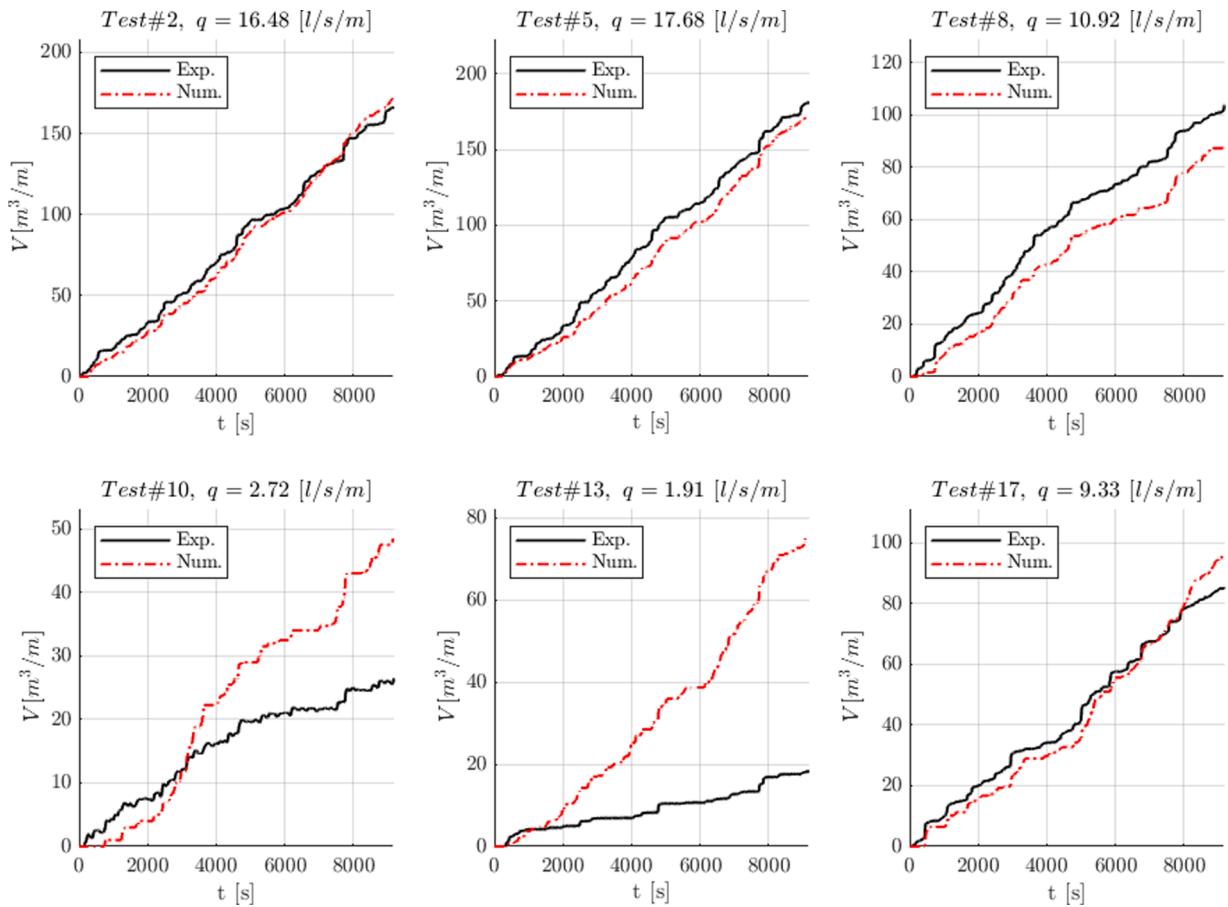 Test#2, q = 16.48 [l/s/m]
200
150
100
50
0
V[m³/m]
Exp.
Num.
0 2000 4000 6000 8000
t [s]
Test#5, q = 17.68 [l/s/m]
200
150
100
50
0
V[m³/m]
Exp.
Num.
0 2000 4000 6000 8000
t [s]
Test#8, q = 10.92 [l/s/m]
120
100
80
60
40
20
0
V[m³/m]
Exp.
Num.
0 2000 4000 6000 8000
t [s]
Test#10, q = 2.72 [l/s/m]
50
40
30
20
10
0
V[m³/m]
Exp.
Num.
0 2000 4000 6000 8000
t [s]
Test#13, q = 1.91 [l/s/m]
80
60
40
20
0
V[m³/m]
Exp.
Num.
0 2000 4000 6000 8000
t [s]
Test#17, q = 9.33 [l/s/m]
100
80
60
40
20
0
V[m³/m]
Exp.
Num.
0 2000 4000 6000 8000
t [s]